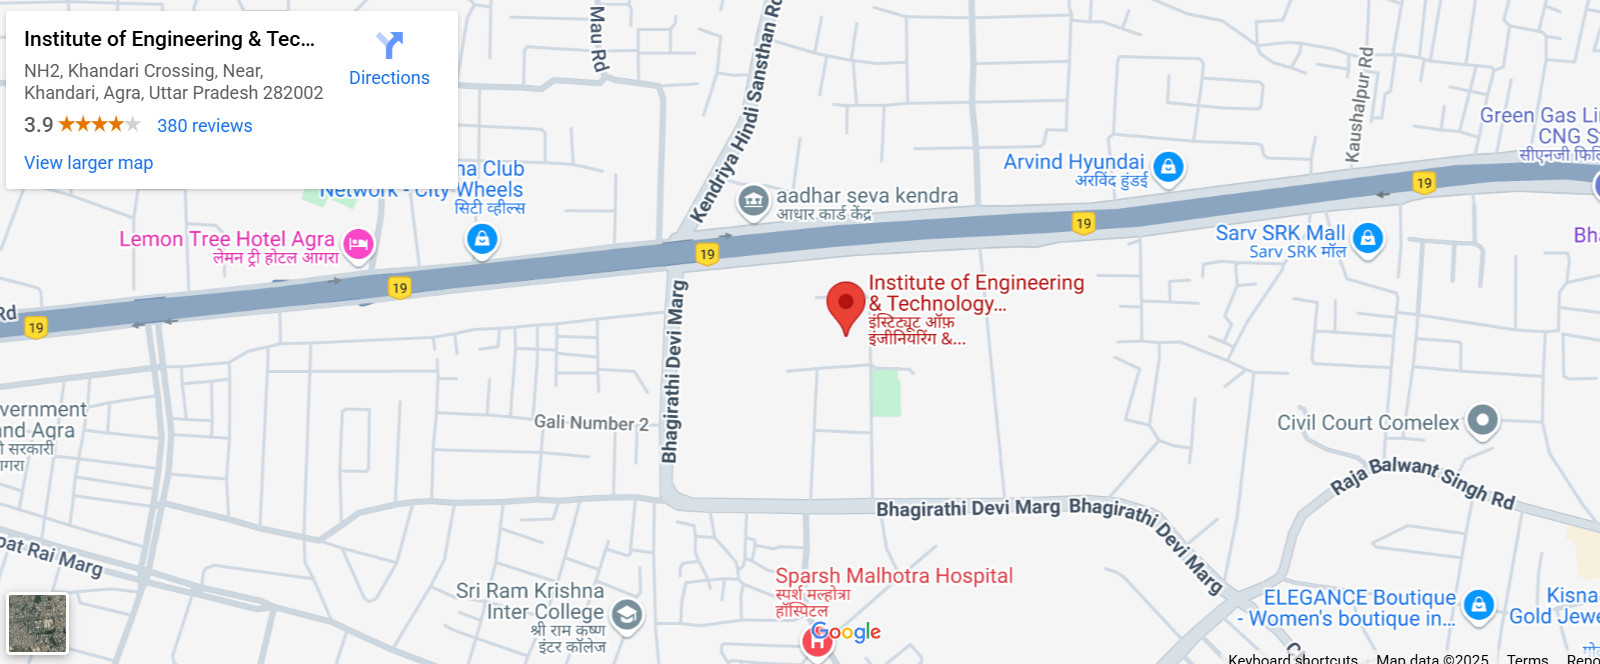 Institute of Engineering & Tec...
NH2, Khandari Crossing, Near,
Khandari, Agra, Uttar Pradesh 282002
3.9
380 reviews
View larger map
Directions
Mau Rd
Kendriya Hindi Sansthan Rd
Kaushalpur Rd
Green Gas Li
CNG S
सीएनजी फिलि
Club
Network - City Wheels
सिटी व्हील्स
Arvind Hyundai
अरविंद हुंडई
aadhar seva kendra
आधार कार्ड केंद्र
19
19
19
19
19
Lemon Tree Hotel Agra
लेमन ट्री होटल आगरा
Sarv SRK Mall
Sarv SRK मॉल
Bh
Rd
Institute of Engineering
& Technology...
इंस्टिट्यूट ऑफ़
इंजीनियरिंग &...
Bhagirathi Devi Marg
Gali Number 2
vernment
nd Agra
सरकारी
Civil Court Comelex
Raja Balwant Singh Rd
Bhagirathi Devi Marg
Bhagirathi Devi Marg
pat Rai Marg
Sparsh Malhotra Hospital
स्पर्श मल्होत्रा
हॉस्पिटल
Sri Ram Krishna
Inter College
श्री राम कृष्ण
इंटर कॉलेज
ELEGANCE Boutique
- Women's boutique in...
Kisna
Gold Jewe
Google
H
Keyboard shortcuts
Map data ©2025
Terms
Repo